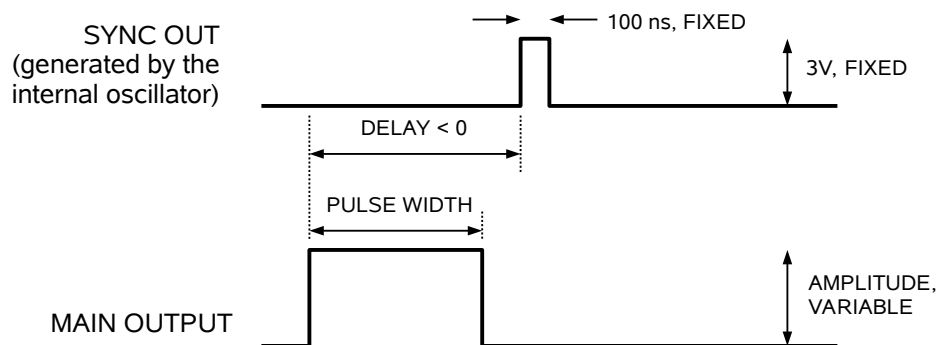 100 ns, FIXED
SYNC OUT
(generated by the
internal oscillator)
3V, FIXED
DELAY < 0
PULSE WIDTH
AMPLITUDE,
VARIABLE
MAIN OUTPUT